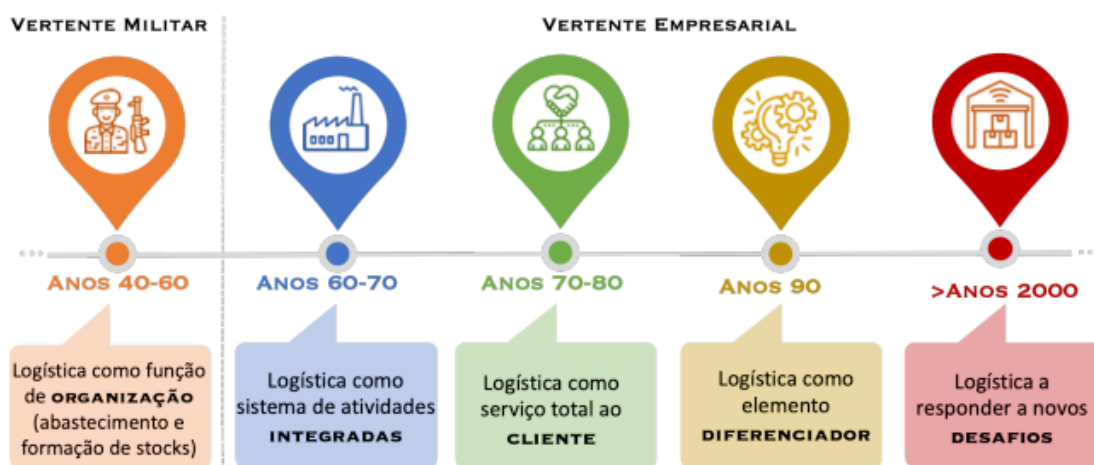 VERTENTE MILITAR
VERTENTE EMPRESARIAL
ANOS 40-60
ANOS 60-70
ANOS 70-80
ANOS 90
>ANOS 2000
Logística como função
de ORGANIZAÇÃO
(abastecimento e
formação de stocks)
Logística como
sistema de atividades
INTEGRADAS
Logística como
serviço total ao
CLIENTE
Logística como
elemento
DIFERENCIADOR
Logística a
responder a novos
DESAFIOS